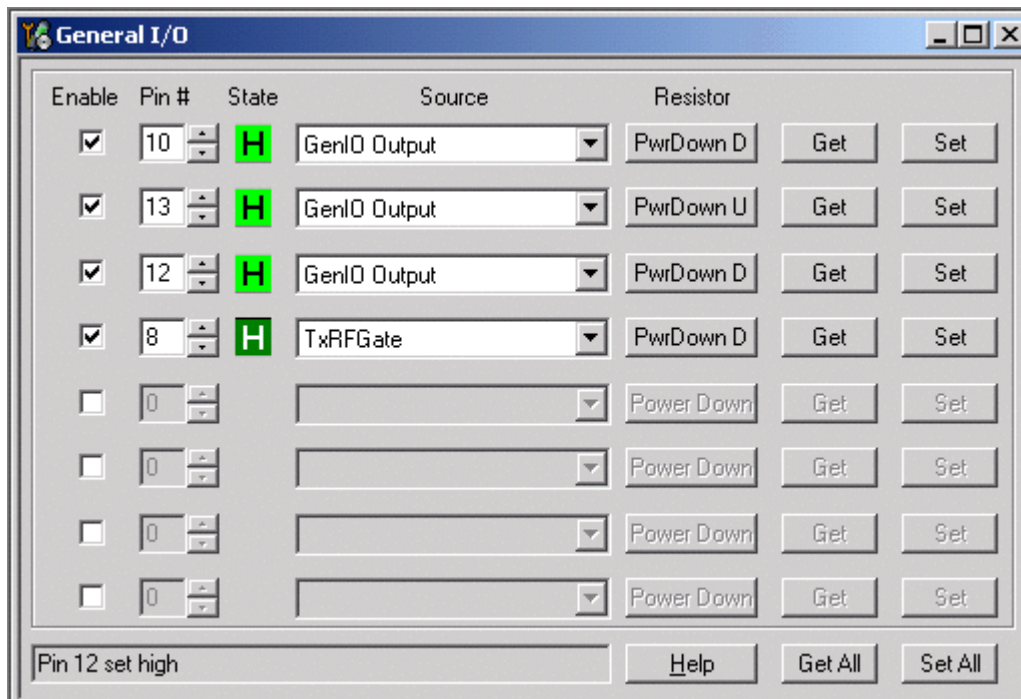 General I/O
Enable Pin # State Source Resistor
10 H GenIO Output PwrDown D Get Set
13 H GenIO Output PwrDown U Get Set
12 H GenIO Output PwrDown D Get Set
8 H TxRFGate PwrDown D Get Set
0 Power Down Get Set
0 Power Down Get Set
0 Power Down Get Set
0 Power Down Get Set
Pin 12 set high Help Get All Set All